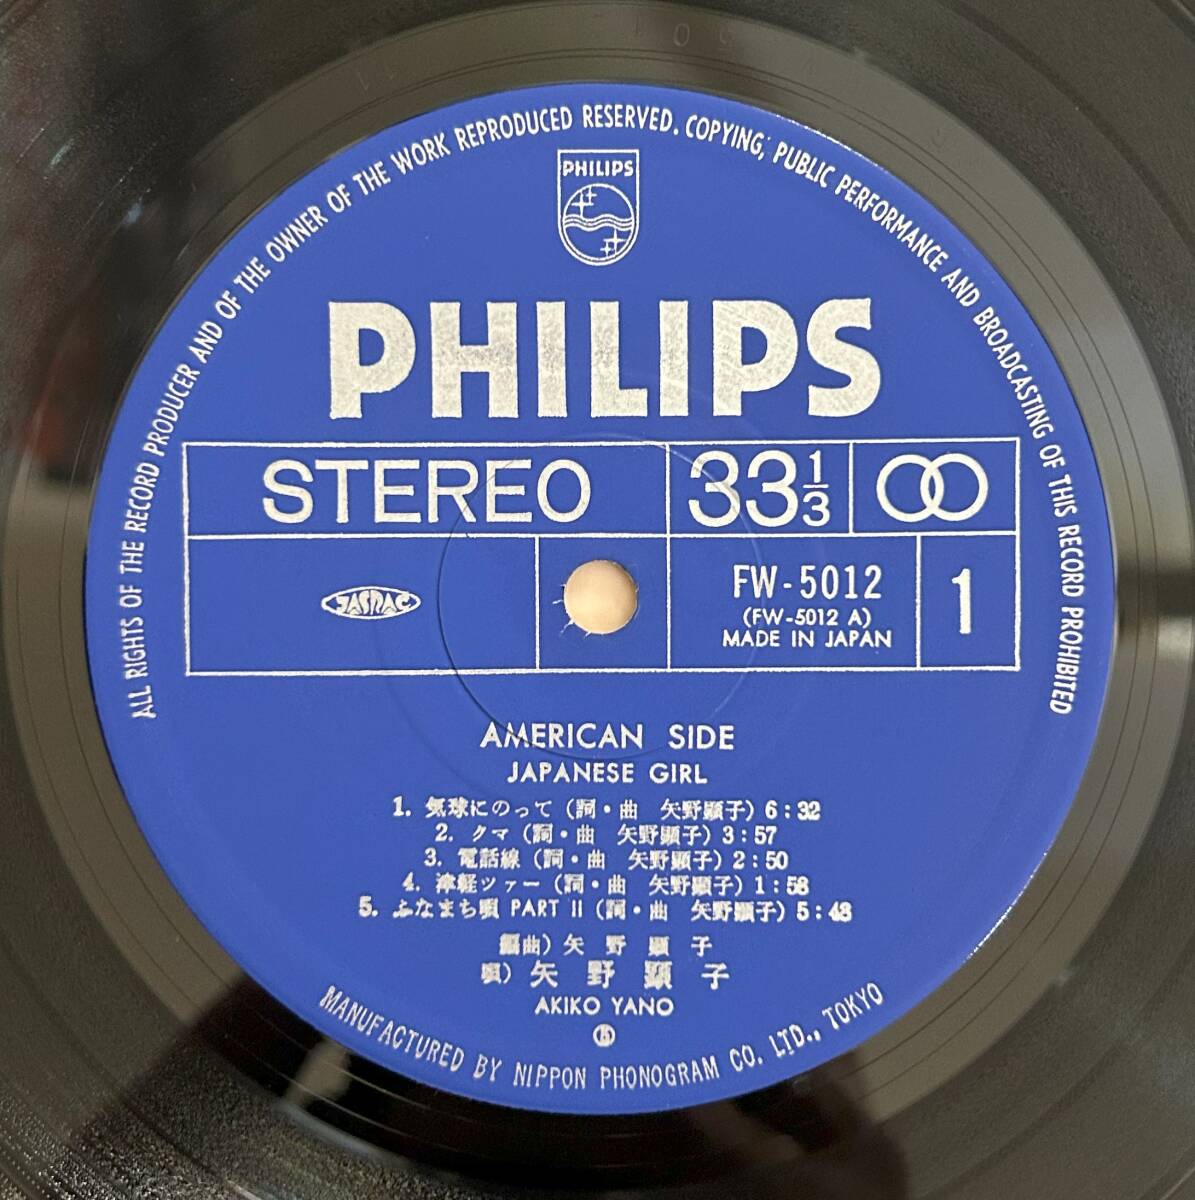 ALL RIGHTS OF THE RECORD PRODUCER AND OF THE OWNER OF THE WORK REPRODUCED RESERVED. COPYING, PUBLIC PERFORMANCE AND BROADCASTING OF THIS RECORD PROHIBITED
PHILIPS
PHILIPS
STEREO 33 1/3
JASRAC
FW-5012
(FW-5012 A)
MADE IN JAPAN
1
AMERICAN SIDE
JAPANESE GIRL
1. 気球にのって (詞・曲 矢野顕子) 6:32
2. クマ (詞・曲 矢野顕子) 3:57
3. 電話線 (詞・曲 矢野顕子) 2:50
4. 津軽ツァー (詞・曲 矢野顕子) 1:58
5. ふなまち唄 PART II (詞・曲 矢野顕子) 5:48
編曲) 矢野顕子
唄) 矢野顕子
AKIKO YANO
MANUFACTURED BY NIPPON PHONOGRAM CO. LTD., TOKYO